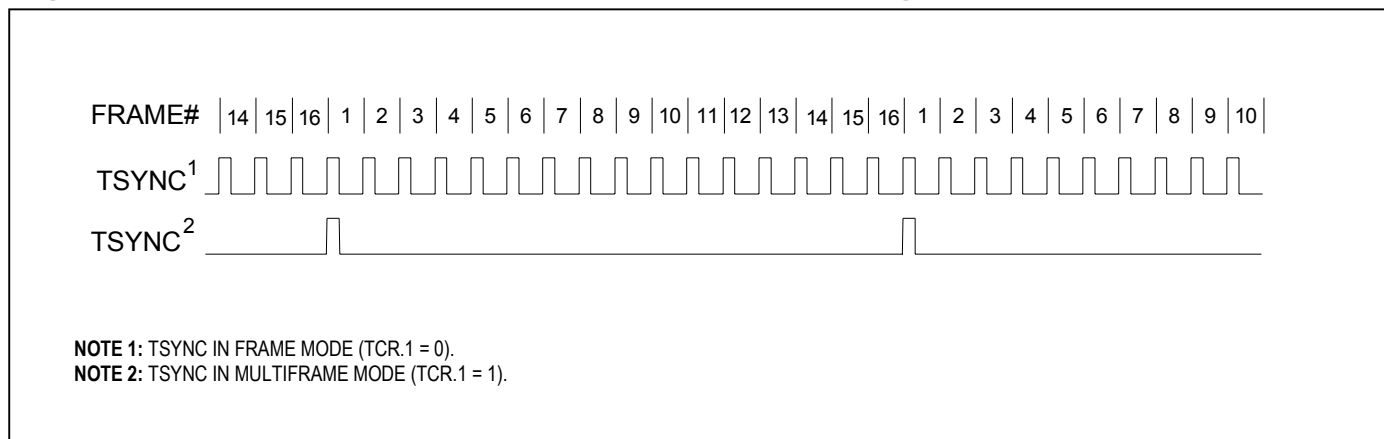 FRAME# 14 15 16 1 2 3 4 5 6 7 8 9 10 11 12 13 14 15 16 1 2 3 4 5 6 7 8 9 10
TSYNC1
TSYNC2
NOTE 1: TSYNC IN FRAME MODE (TCR.1 = 0).
NOTE 2: TSYNC IN MULTIFRAME MODE (TCR.1 = 1).